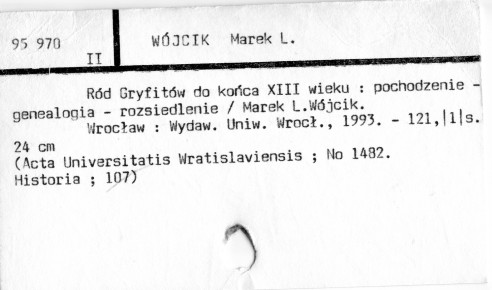 95 970 WÓJCIK Marek L.
II
Ród Gryfitów do końca XIII wieku : pochodzenie -
genealogia - rozsiedlenie / Marek L.Wójcik.
Wrocław : Wydaw. Uniw. Wrocł., 1993. - 121,|1|s.
24 cm
(Acta Universitatis Wratislaviensis ; No 1482.
Historia ; 107)